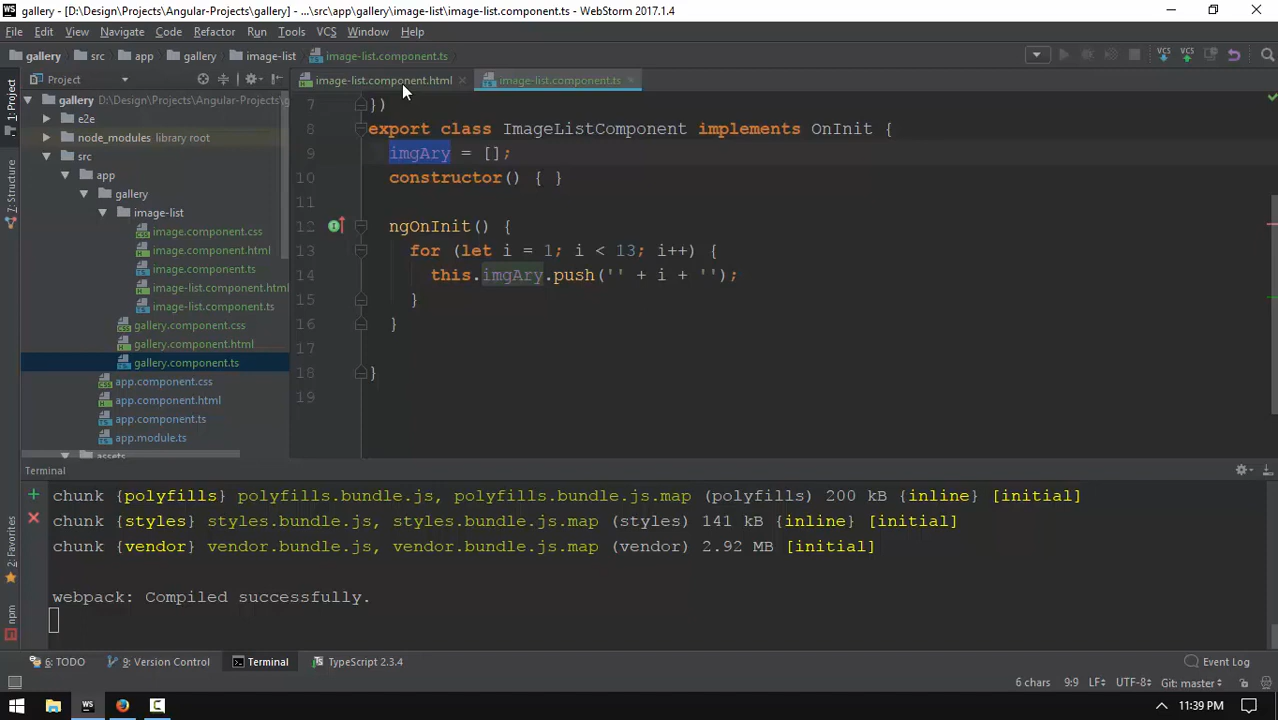 gallery - [D:\Design\Projects\Angular-Projects\gallery] - ...\src\app\gallery\image-list\image-list.component.ts - WebStorm 2017.1.4
File Edit View Navigate Code Refactor Run Tools VCS Window Help
gallery src app gallery image-list image-list.component.ts
1: Project
Z: Structure
2: Favorites
npm
Project
gallery D:\Design\Projects\Angular-Projects\g
e2e
node_modules library root
src
app
gallery
image-list
image.component.css
image.component.html
image.component.ts
image-list.component.html
image-list.component.ts
gallery.component.css
gallery.component.html
gallery.component.ts
app.component.css
app.component.html
app.component.ts
app.module.ts
assets
image-list.component.html image-list.component.ts
7 })
8 export class ImageListComponent implements OnInit {
9 imgAry = [];
10 constructor() { }
11
12 ngOnInit() {
13 for (let i = 1; i < 13; i++) {
14 this.imgAry.push('' + i + '');
15 }
16 }
17
18 }
19
Terminal
chunk {polyfills} polyfills.bundle.js, polyfills.bundle.js.map (polyfills) 200 kB {inline} [initial]
chunk {styles} styles.bundle.js, styles.bundle.js.map (styles) 141 kB {inline} [initial]
chunk {vendor} vendor.bundle.js, vendor.bundle.js.map (vendor) 2.92 MB [initial]
webpack: Compiled successfully.
6: TODO 9: Version Control Terminal TypeScript 2.3.4 Event Log
6 chars 9:9 LF UTF-8 Git: master
WS 11:39 PM